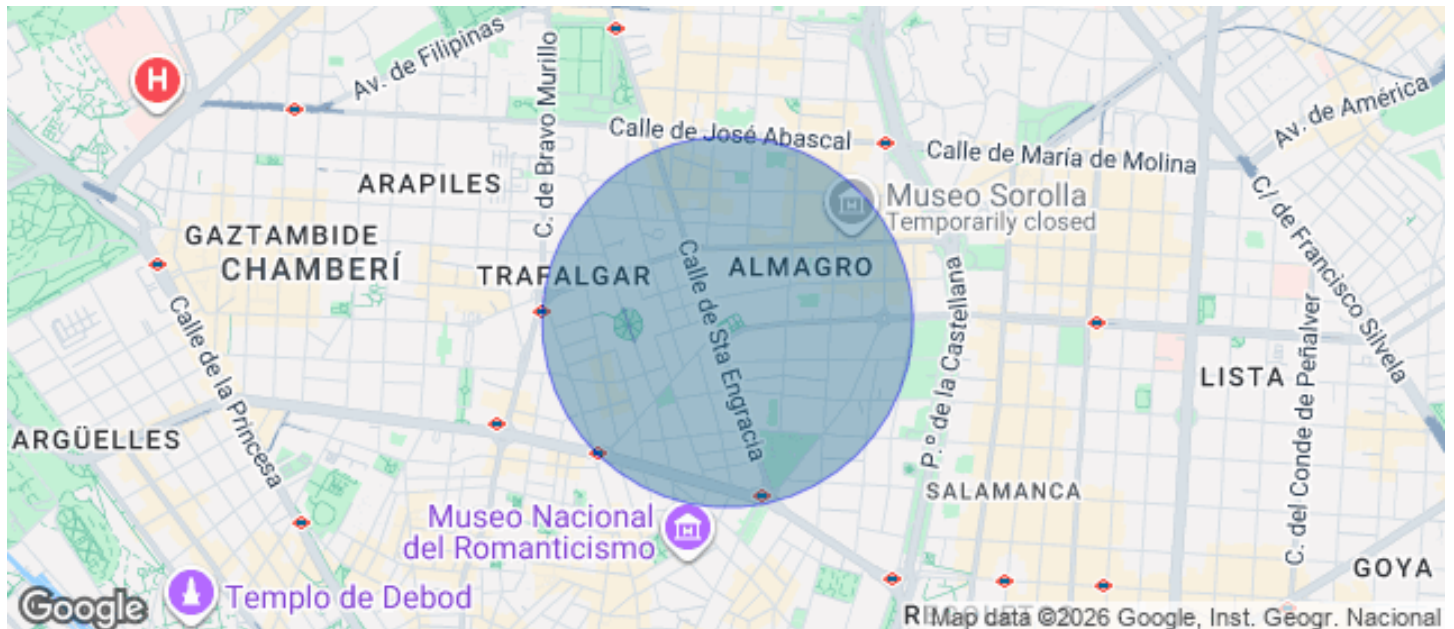 Av. de Filipinas
C. de Bravo Murillo
H
Calle de José Abascal
Av. de América
Calle de María de Molina
ARAPILES
Museo Sorolla
Temporarily closed
C/ de Francisco Silvela
GAZTAMBIDE
CHAMBERÍ
TRAFALGAR
ALMAGRO
Calle de Sta Engracia
P.º de la Castellana
Calle de la Princesa
C. del Conde de Peñalver
LISTA
ARGÜELLES
SALAMANCA
Museo Nacional
del Romanticismo
GOYA
Templo de Debod
Google
Map data ©2026 Google, Inst. Geogr. Nacional